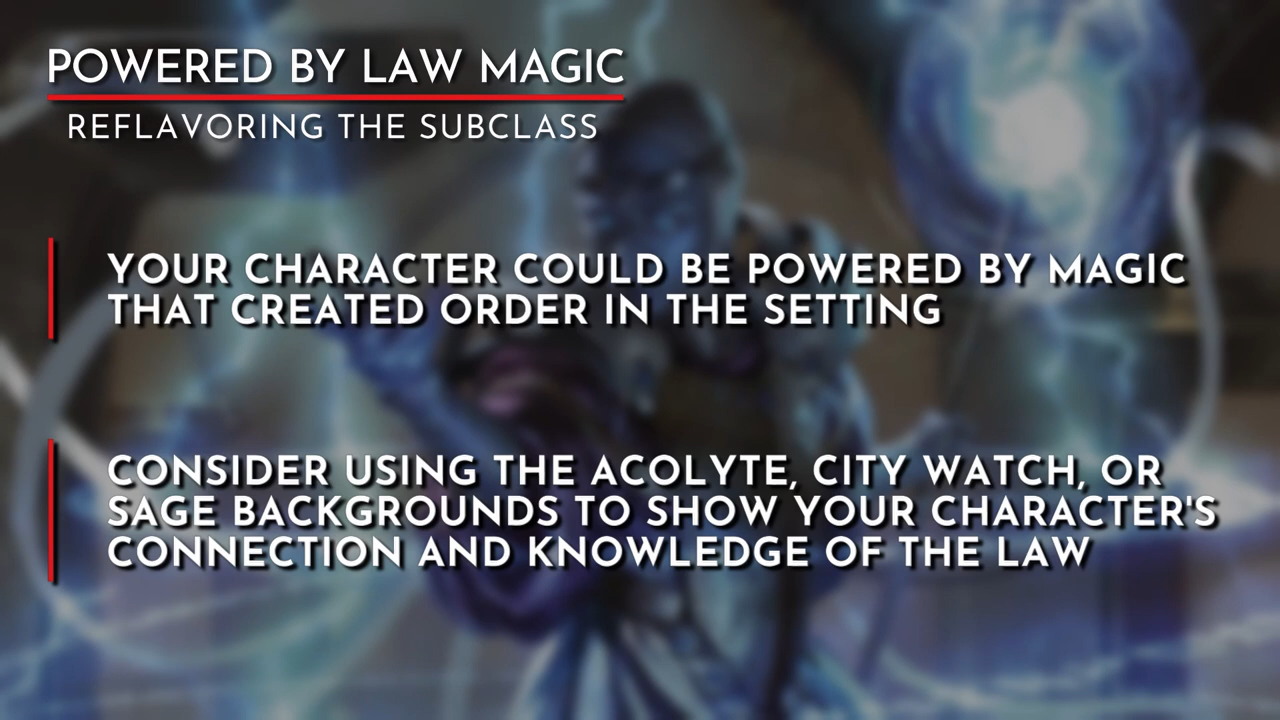 POWERED BY LAW MAGIC
REFLAVORING THE SUBCLASS
YOUR CHARACTER COULD BE POWERED BY MAGIC
THAT CREATED ORDER IN THE SETTING
CONSIDER USING THE ACOLYTE, CITY WATCH, OR
SAGE BACKGROUNDS TO SHOW YOUR CHARACTER'S
CONNECTION AND KNOWLEDGE OF THE LAW